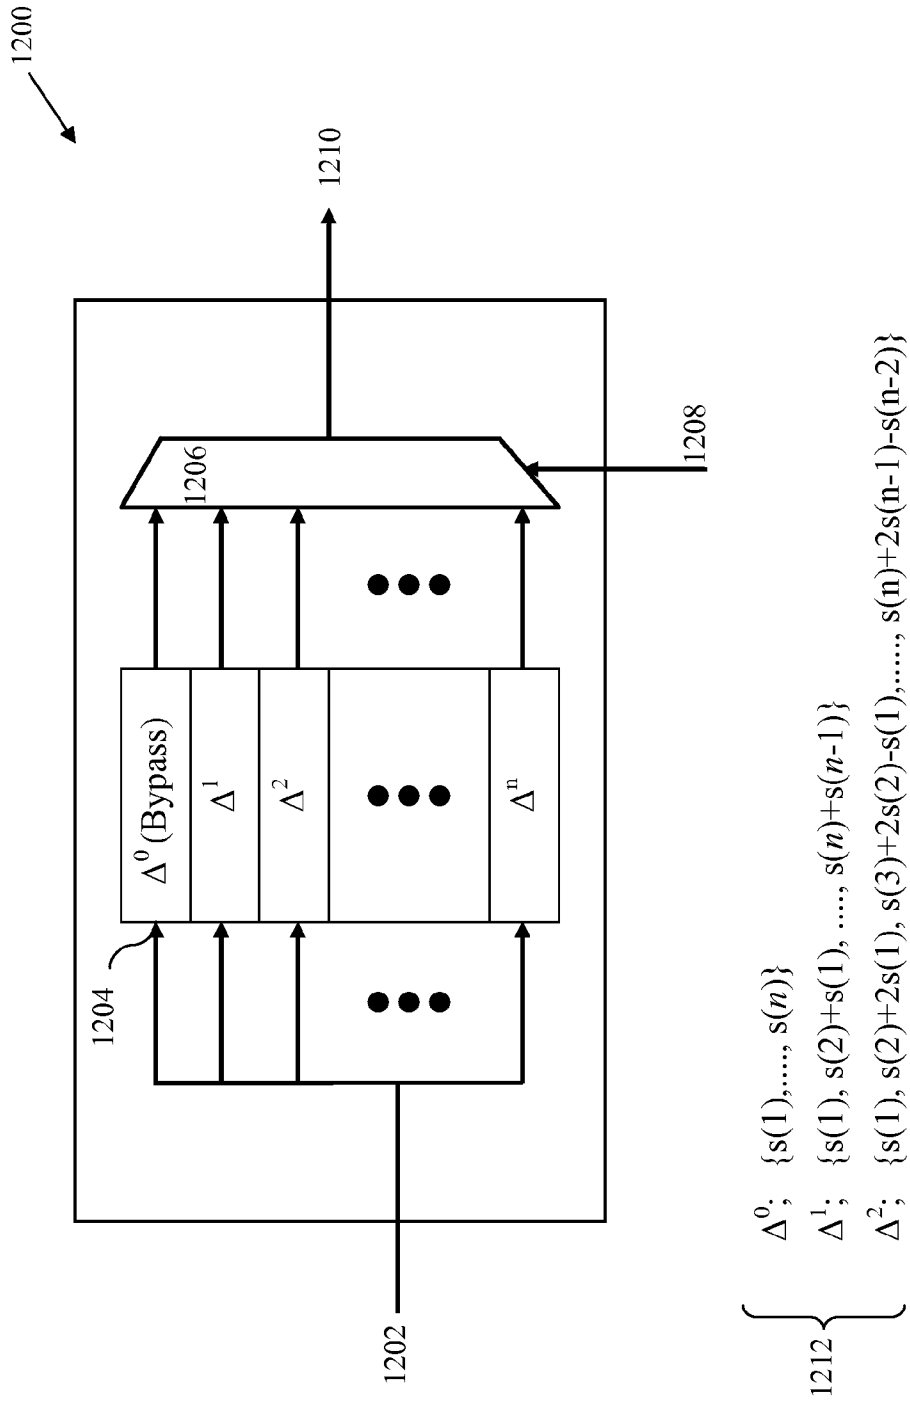 1200
1202
1204
Δ⁰ (Bypass)
Δ¹
Δ²
Δⁿ
1206
1208
1210
1212
Δ⁰: {s(1),...., s(n)}
Δ¹: {s(1), s(2)+s(1), ...., s(n)+s(n-1)}
Δ²: {s(1), s(2)+2s(1), s(3)+2s(2)-s(1),....., s(n)+2s(n-1)-s(n-2)}